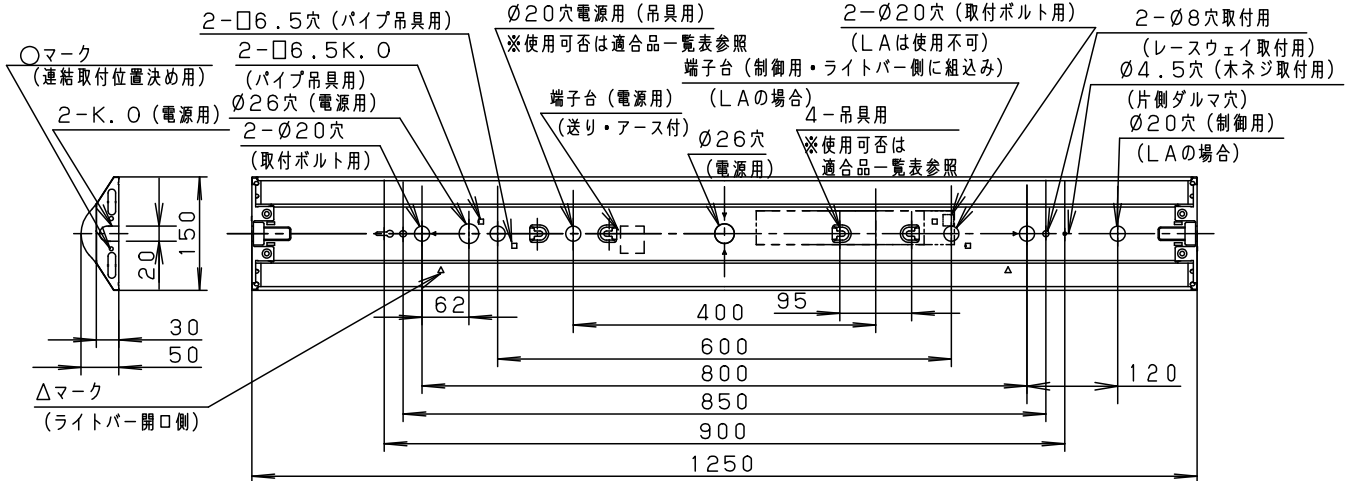 ○マーク
(連結取付位置決め用)
2-K.O (電源用)
2-□6.5穴 (パイプ吊具用)
2-□6.5K.O
(パイプ吊具用)
Ø26穴 (電源用)
2-Ø20穴
(取付ボルト用)
Ø20穴電源用 (吊具用)
※使用可否は適合品一覧表参照
端子台 (電源用)
(送り・アース付)
Ø26穴
(電源用)
2-Ø20穴 (取付ボルト用)
(LAは使用不可)
端子台 (制御用・ライトバー側に組込み)
(LAの場合)
4-吊具用
※使用可否は
適合品一覧表参照
2-Ø8穴取付用
(レースウェイ取付用)
Ø4.5穴 (木ネジ取付用)
(片側ダルマ穴)
Ø20穴 (制御用)
(LAの場合)
20
150
30
50
62
400
95
600
800
120
850
900
1250
△マーク
(ライトバー開口側)